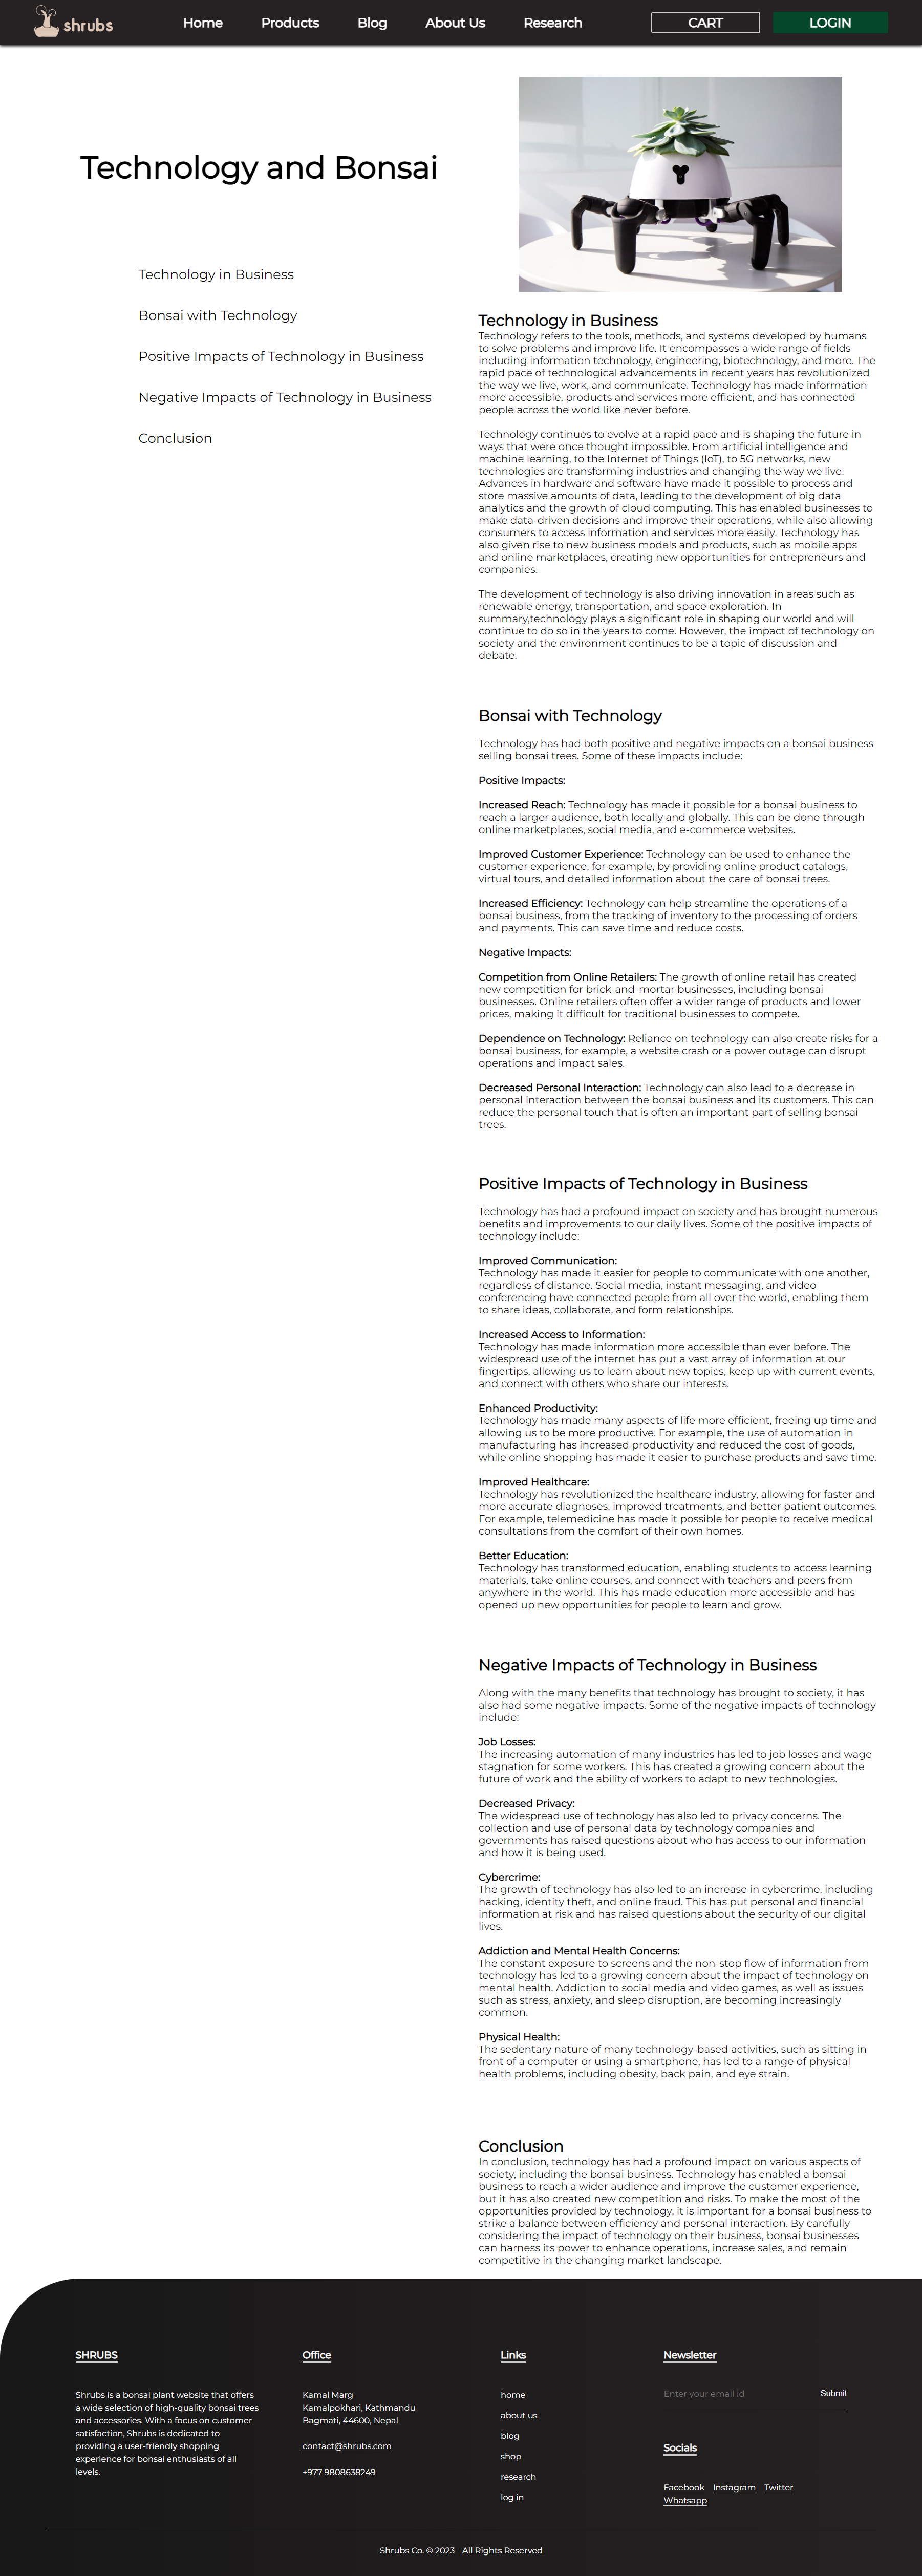 shrubs
Home
Products
Blog
About Us
Research
CART
LOGIN
Technology and Bonsai
Technology in Business
Bonsai with Technology
Positive Impacts of Technology in Business
Negative Impacts of Technology in Business
Conclusion
Technology in Business
Technology refers to the tools, methods, and systems developed by humans
to solve problems and improve life. It encompasses a wide range of fields
including information technology, engineering, biotechnology, and more. The
rapid pace of technological advancements in recent years has revolutionized
the way we live, work, and communicate. Technology has made information
more accessible, products and services more efficient, and has connected
people across the world like never before.
Technology continues to evolve at a rapid pace and is shaping the future in
ways that were once thought impossible. From artificial intelligence and
machine learning, to the Internet of Things (IoT), to 5G networks, new
technologies are transforming industries and changing the way we live.
Advances in hardware and software have made it possible to process and
store massive amounts of data, leading to the development of big data
analytics and the growth of cloud computing. This has enabled businesses to
make data-driven decisions and improve their operations, while also allowing
consumers to access information and services more easily. Technology has
also given rise to new business models and products, such as mobile apps
and online marketplaces, creating new opportunities for entrepreneurs and
companies.
The development of technology is also driving innovation in areas such as
renewable energy, transportation, and space exploration. In
summary,technology plays a significant role in shaping our world and will
continue to do so in the years to come. However, the impact of technology on
society and the environment continues to be a topic of discussion and
debate.
Bonsai with Technology
Technology has had both positive and negative impacts on a bonsai business
selling bonsai trees. Some of these impacts include:
Positive Impacts:
Increased Reach: Technology has made it possible for a bonsai business to
reach a larger audience, both locally and globally. This can be done through
online marketplaces, social media, and e-commerce websites.
Improved Customer Experience: Technology can be used to enhance the
customer experience, for example, by providing online product catalogs,
virtual tours, and detailed information about the care of bonsai trees.
Increased Efficiency: Technology can help streamline the operations of a
bonsai business, from the tracking of inventory to the processing of orders
and payments. This can save time and reduce costs.
Negative Impacts:
Competition from Online Retailers: The growth of online retail has created
new competition for brick-and-mortar businesses, including bonsai
businesses. Online retailers often offer a wider range of products and lower
prices, making it difficult for traditional businesses to compete.
Dependence on Technology: Reliance on technology can also create risks for a
bonsai business, for example, a website crash or a power outage can disrupt
operations and impact sales.
Decreased Personal Interaction: Technology can also lead to a decrease in
personal interaction between the bonsai business and its customers. This can
reduce the personal touch that is often an important part of selling bonsai
trees.
Positive Impacts of Technology in Business
Technology has had a profound impact on society and has brought numerous
benefits and improvements to our daily lives. Some of the positive impacts of
technology include:
Improved Communication:
Technology has made it easier for people to communicate with one another,
regardless of distance. Social media, instant messaging, and video
conferencing have connected people from all over the world, enabling them
to share ideas, collaborate, and form relationships.
Increased Access to Information:
Technology has made information more accessible than ever before. The
widespread use of the internet has put a vast array of information at our
fingertips, allowing us to learn about new topics, keep up with current events,
and connect with others who share our interests.
Enhanced Productivity:
Technology has made many aspects of life more efficient, freeing up time and
allowing us to be more productive. For example, the use of automation in
manufacturing has increased productivity and reduced the cost of goods,
while online shopping has made it easier to purchase products and save time.
Improved Healthcare:
Technology has revolutionized the healthcare industry, allowing for faster and
more accurate diagnoses, improved treatments, and better patient outcomes.
For example, telemedicine has made it possible for people to receive medical
consultations from the comfort of their own homes.
Better Education:
Technology has transformed education, enabling students to access learning
materials, take online courses, and connect with teachers and peers from
anywhere in the world. This has made education more accessible and has
opened up new opportunities for people to learn and grow.
Negative Impacts of Technology in Business
Along with the many benefits that technology has brought to society, it has
also had some negative impacts. Some of the negative impacts of technology
include:
Job Losses:
The increasing automation of many industries has led to job losses and wage
stagnation for some workers. This has created a growing concern about the
future of work and the ability of workers to adapt to new technologies.
Decreased Privacy:
The widespread use of technology has also led to privacy concerns. The
collection and use of personal data by technology companies and
governments has raised questions about who has access to our information
and how it is being used.
Cybercrime:
The growth of technology has also led to an increase in cybercrime, including
hacking, identity theft, and online fraud. This has put personal and financial
information at risk and has raised questions about the security of our digital
lives.
Addiction and Mental Health Concerns:
The constant exposure to screens and the non-stop flow of information from
technology has led to a growing concern about the impact of technology on
mental health. Addiction to social media and video games, as well as issues
such as stress, anxiety, and sleep disruption, are becoming increasingly
common.
Physical Health:
The sedentary nature of many technology-based activities, such as sitting in
front of a computer or using a smartphone, has led to a range of physical
health problems, including obesity, back pain, and eye strain.
Conclusion
In conclusion, technology has had a profound impact on various aspects of
society, including the bonsai business. Technology has enabled a bonsai
business to reach a wider audience and improve the customer experience,
but it has also created new competition and risks. To make the most of the
opportunities provided by technology, it is important for a bonsai business to
strike a balance between efficiency and personal interaction. By carefully
considering the impact of technology on their business, bonsai businesses
can harness its power to enhance operations, increase sales, and remain
competitive in the changing market landscape.
SHRUBS
Shrubs is a bonsai plant website that offers
a wide selection of high-quality bonsai trees
and accessories. With a focus on customer
satisfaction, Shrubs is dedicated to
providing a user-friendly shopping
experience for bonsai enthusiasts of all
levels.
Office
Kamal Marg
Kamalpokhari, Kathmandu
Bagmati, 44600, Nepal
contact@shrubs.com
+977 9808638249
Links
home
about us
blog
shop
research
log in
Newsletter
Enter your email id
Submit
Socials
Facebook Instagram Twitter
Whatsapp
Shrubs Co. © 2023 - All Rights Reserved